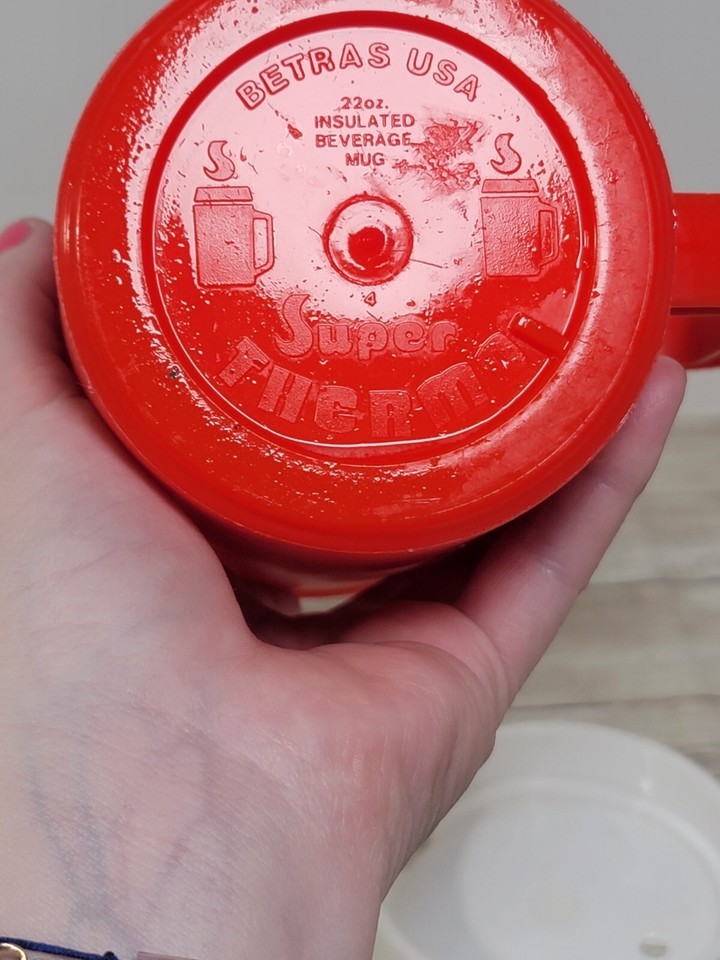 BETRAS USA
22oz.
INSULATED
BEVERAGE
MUG
4
Super
THERMAL